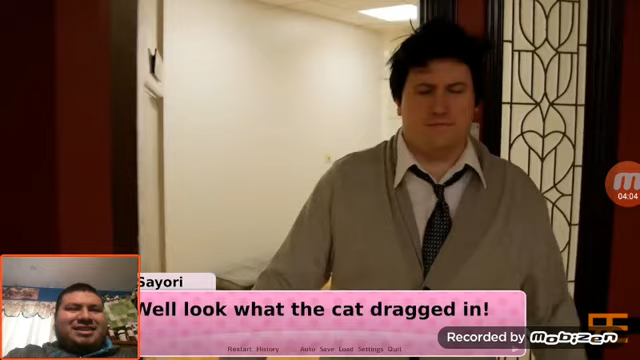 04:04
Sayori
Well look what the cat dragged in!
Restart History Auto Save Load Settings Quit
Recorded by
mobizen